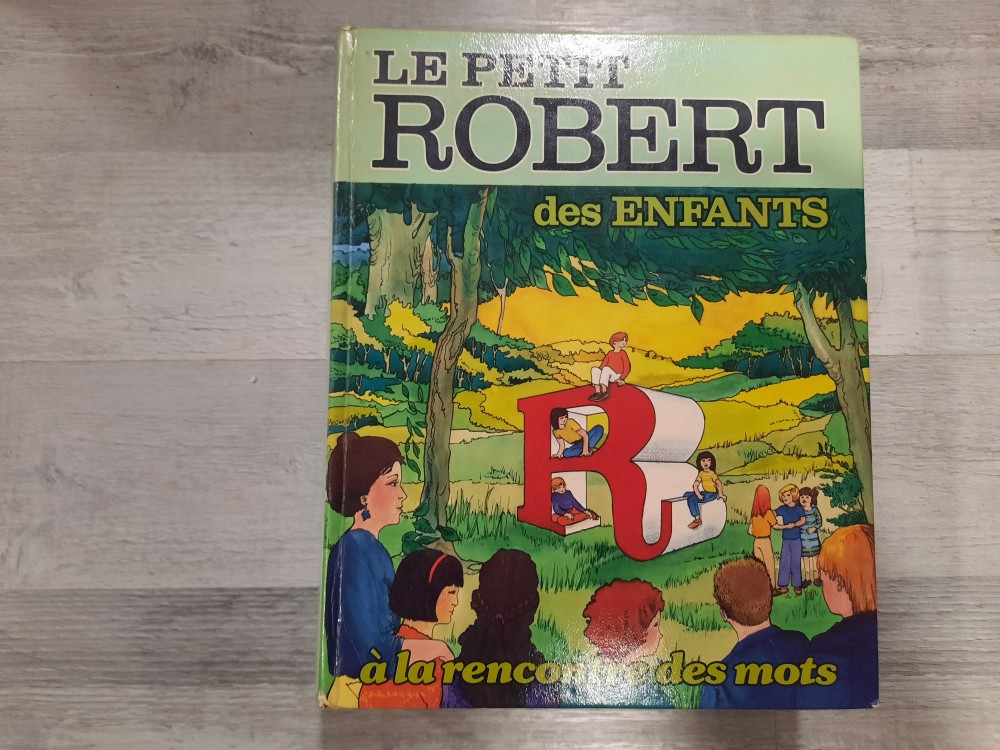 LE PETIT
ROBERT
des ENFANTS
R
à la rencontre des mots